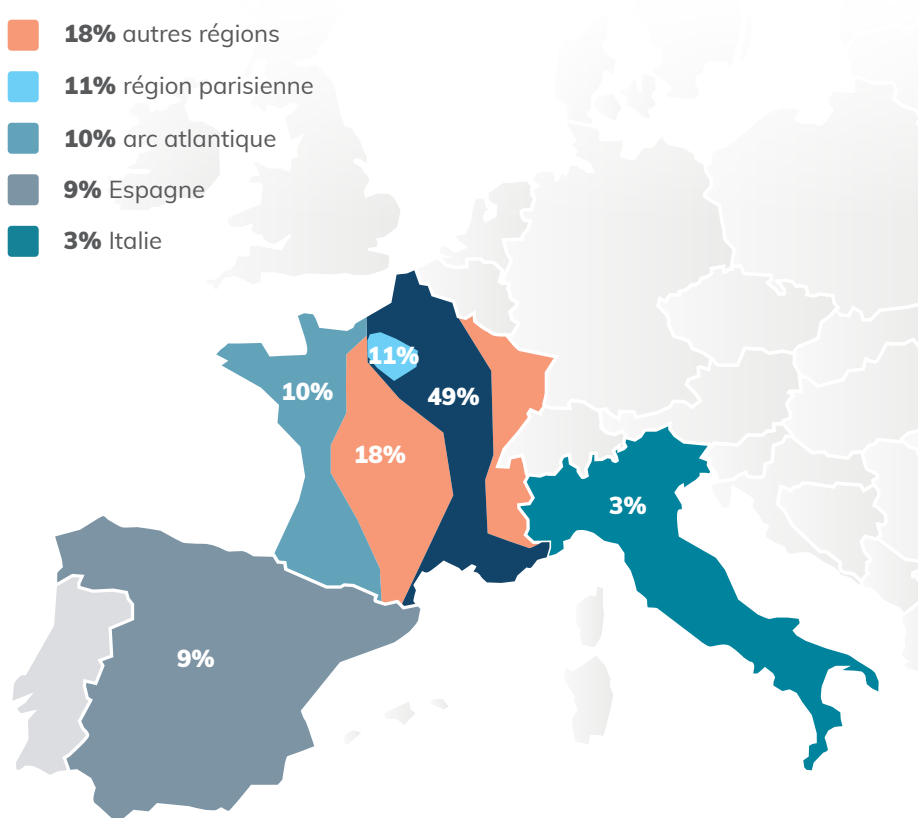 18% autres régions
11% région parisienne
10% arc atlantique
9% Espagne
3% Italie
11%
10%
49%
18%
3%
9%